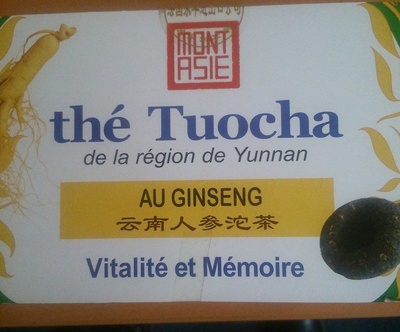 MONT
ASIE
thé Tuocha
de la région de Yunnan
AU GINSENG
云南人参沱茶
Vitalité et Mémoire